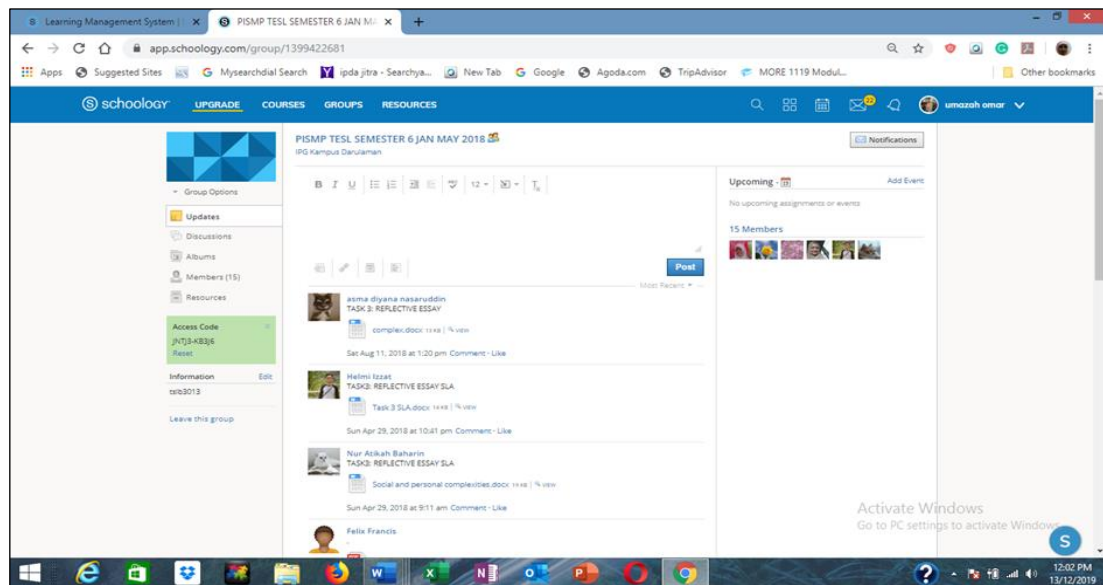 Learning Management System | 
PISMP TESL SEMESTER 6 JAN MA
app.schoology.com/group/1399422681
Apps
Suggested Sites
Mysearchdial Search
ipda jitra - Searchya...
New Tab
Google
Agoda.com
TripAdvisor
MORE 1119 Modul...
Other bookmarks
schoology
UPGRADE
COURSES
GROUPS
RESOURCES
22
umazah omar
PISMP TESL SEMESTER 6 JAN MAY 2018
IPG Kampus Darulaman
Notifications
Group Options
Updates
Discussions
Albums
Members (15)
Resources
Access Code
JNTJ3-KB3J6
Reset
Information
Edit
tslb3013
Leave this group
B I U
12
Post
Most Recent
asma diyana nasaruddin
TASK 3: REFLECTIVE ESSAY
complex.docx 13 KB | VIEW
Sat Aug 11, 2018 at 1:20 pm Comment · Like
Helmi Izzat
TASK3: REFLECTIVE ESSAY SLA
Task 3 SLA.docx | VIEW
Sun Apr 29, 2018 at 10:41 pm Comment · Like
Nur Atikah Baharin
TASK3: REFLECTIVE ESSAY SLA
Social and personal complexities.docx | VIEW
Sun Apr 29, 2018 at 9:11 am Comment · Like
Felix Francis
Upcoming ·
Add Event
No upcoming assignments or events
15 Members
Activate Windows
Go to PC settings to activate Windows
S
12:02 PM
13/12/2019